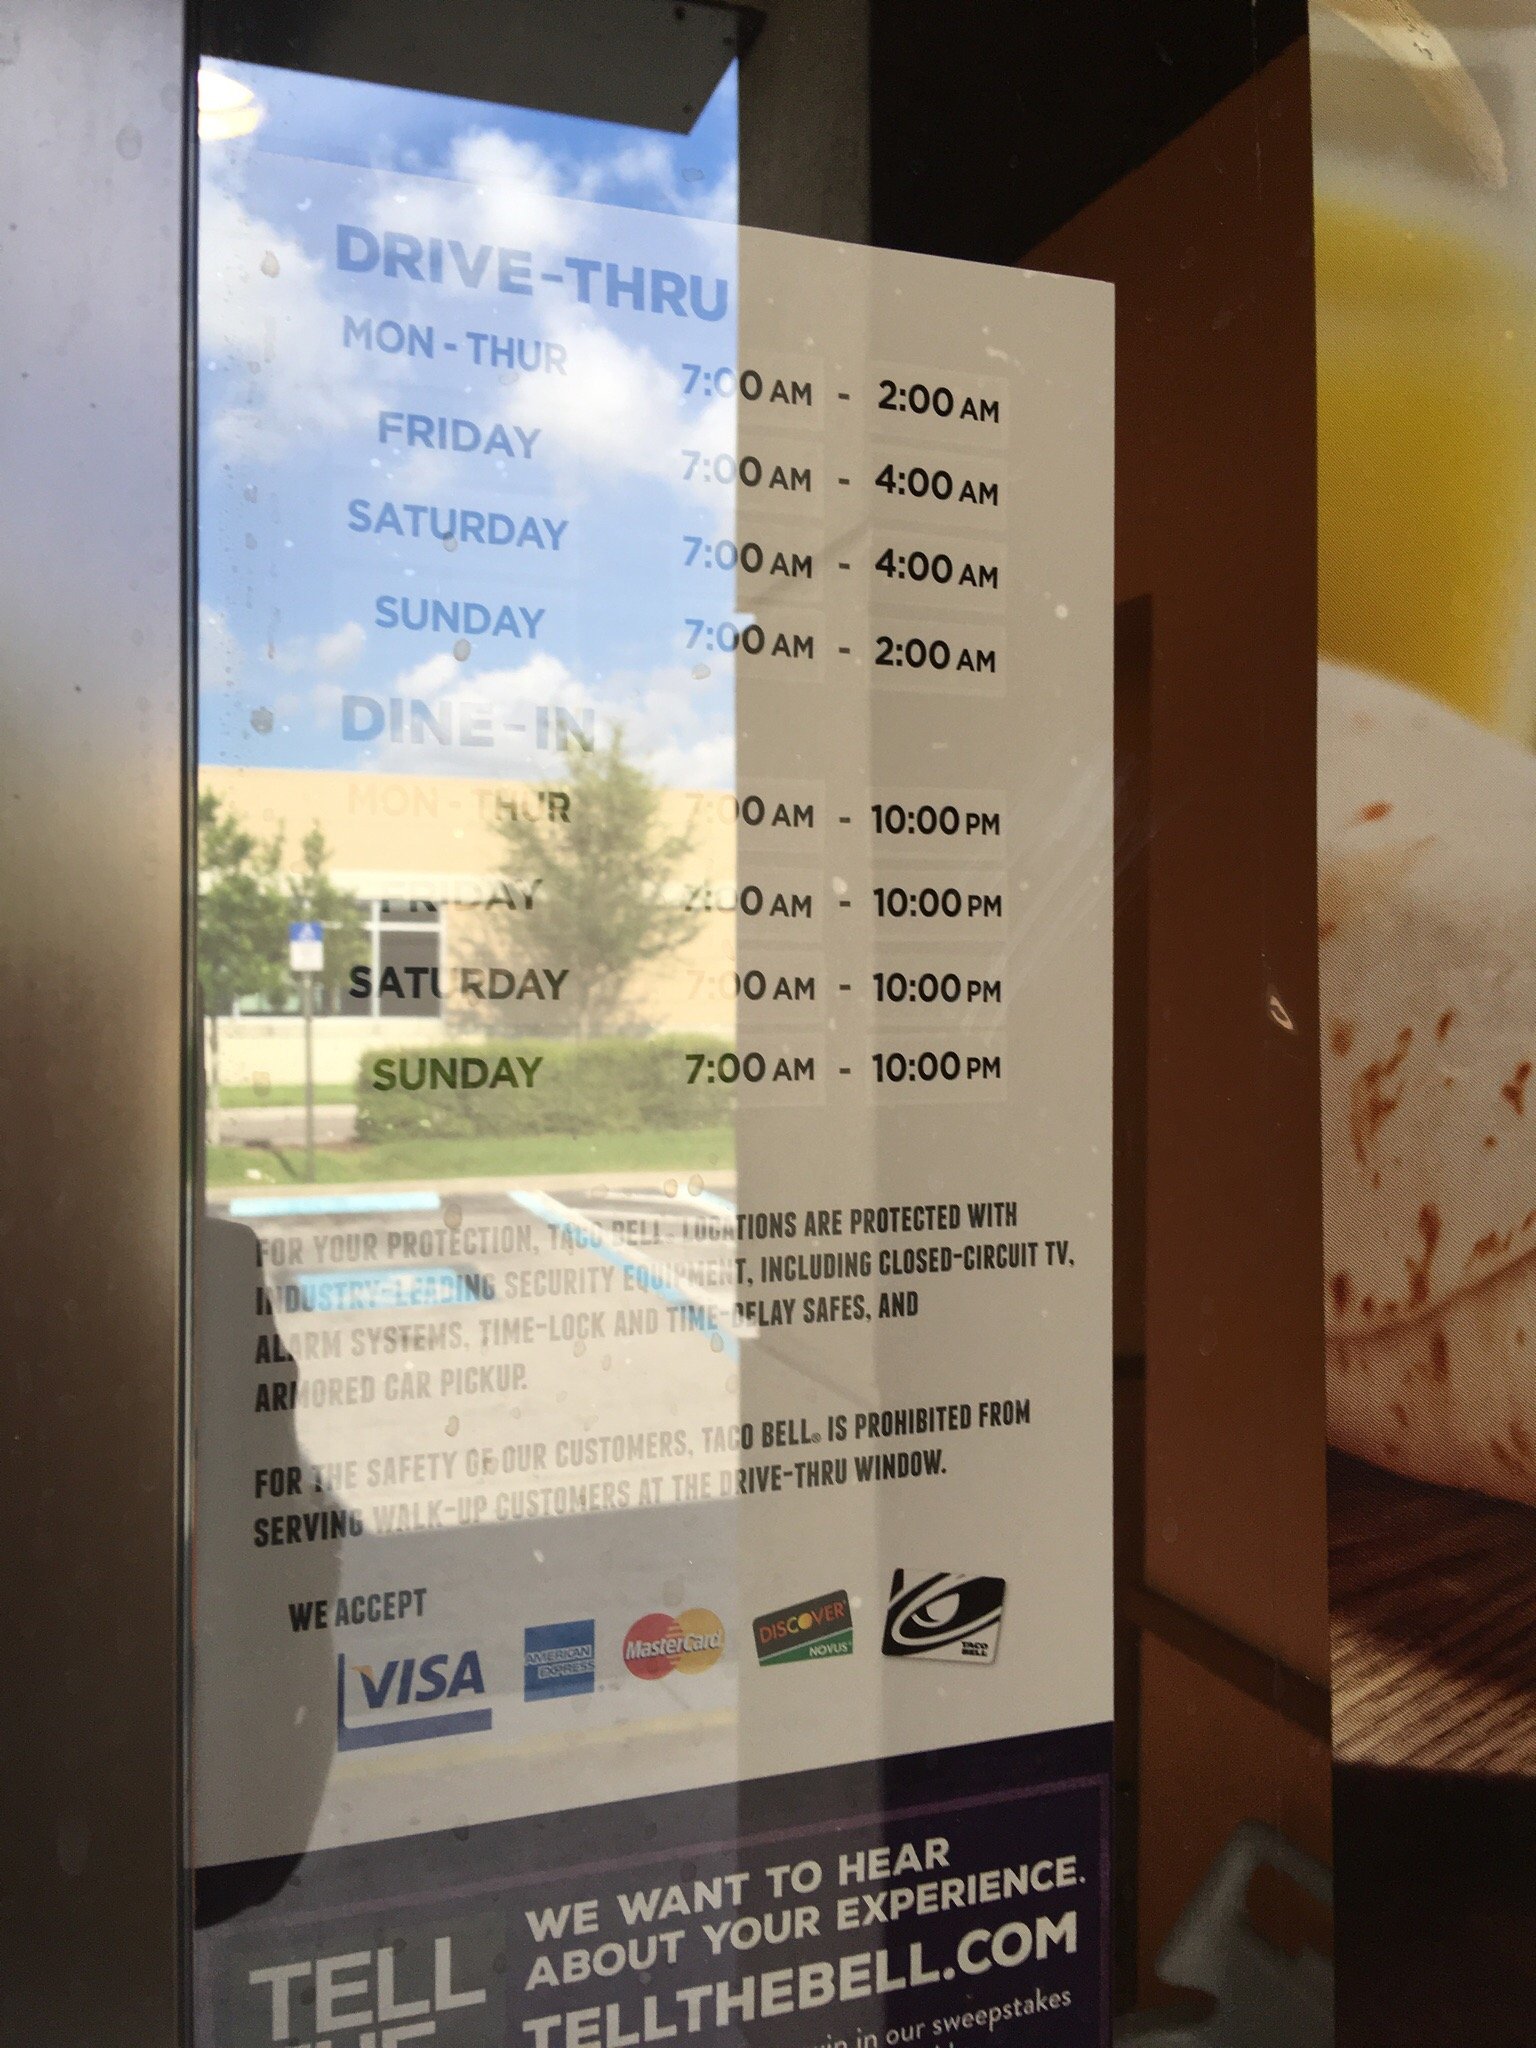 DRIVE-THRU
MON - THUR 7:00 AM - 2:00 AM
FRIDAY 7:00 AM - 4:00 AM
SATURDAY 7:00 AM - 4:00 AM
SUNDAY 7:00 AM - 2:00 AM
DINE-IN
MON - THUR 7:00 AM - 10:00 PM
FRIDAY 7:00 AM - 10:00 PM
SATURDAY 7:00 AM - 10:00 PM
SUNDAY 7:00 AM - 10:00 PM
FOR YOUR PROTECTION, TACO BELL® LOCATIONS ARE PROTECTED WITH
INDUSTRY-LEADING SECURITY EQUIPMENT, INCLUDING CLOSED-CIRCUIT TV,
ALARM SYSTEMS, TIME-LOCK AND TIME-DELAY SAFES, AND
ARMORED CAR PICKUP.
FOR THE SAFETY OF OUR CUSTOMERS, TACO BELL® IS PROHIBITED FROM
SERVING WALK-UP CUSTOMERS AT THE DRIVE-THRU WINDOW.
WE ACCEPT
VISA
AMERICAN
EXPRESS
MasterCard
DISCOVER
NOVUS
TACO
BELL
WE WANT TO HEAR
ABOUT YOUR EXPERIENCE.
TELLTHEBELL.COM
in our sweepstakes
TELL
THE